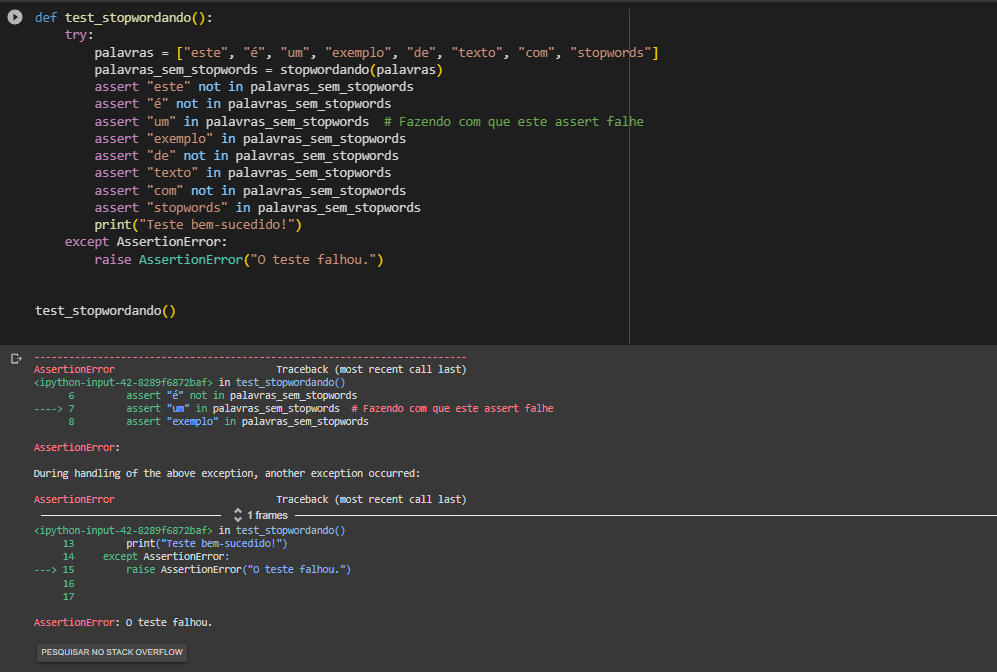 def test_stopwordando():
    try:
        palavras = ["este", "é", "um", "exemplo", "de", "texto", "com", "stopwords"]
        palavras_sem_stopwords = stopwordando(palavras)
        assert "este" not in palavras_sem_stopwords
        assert "é" not in palavras_sem_stopwords
        assert "um" in palavras_sem_stopwords  # Fazendo com que este assert falhe
        assert "exemplo" in palavras_sem_stopwords
        assert "de" not in palavras_sem_stopwords
        assert "texto" in palavras_sem_stopwords
        assert "com" not in palavras_sem_stopwords
        assert "stopwords" in palavras_sem_stopwords
        print("Teste bem-sucedido!")
    except AssertionError:
        raise AssertionError("O teste falhou.")
test_stopwordando()
---------------------------------------------------------------------------
AssertionError                            Traceback (most recent call last)
<ipython-input-42-8289f6872baf> in test_stopwordando()
      6         assert "é" not in palavras_sem_stopwords
----> 7         assert "um" in palavras_sem_stopwords  # Fazendo com que este assert falhe
      8         assert "exemplo" in palavras_sem_stopwords
AssertionError:
During handling of the above exception, another exception occurred:
AssertionError                            Traceback (most recent call last)
1 frames
<ipython-input-42-8289f6872baf> in test_stopwordando()
     13         print("Teste bem-sucedido!")
     14     except AssertionError:
---> 15         raise AssertionError("O teste falhou.")
     16
     17
AssertionError: O teste falhou.
PESQUISAR NO STACK OVERFLOW